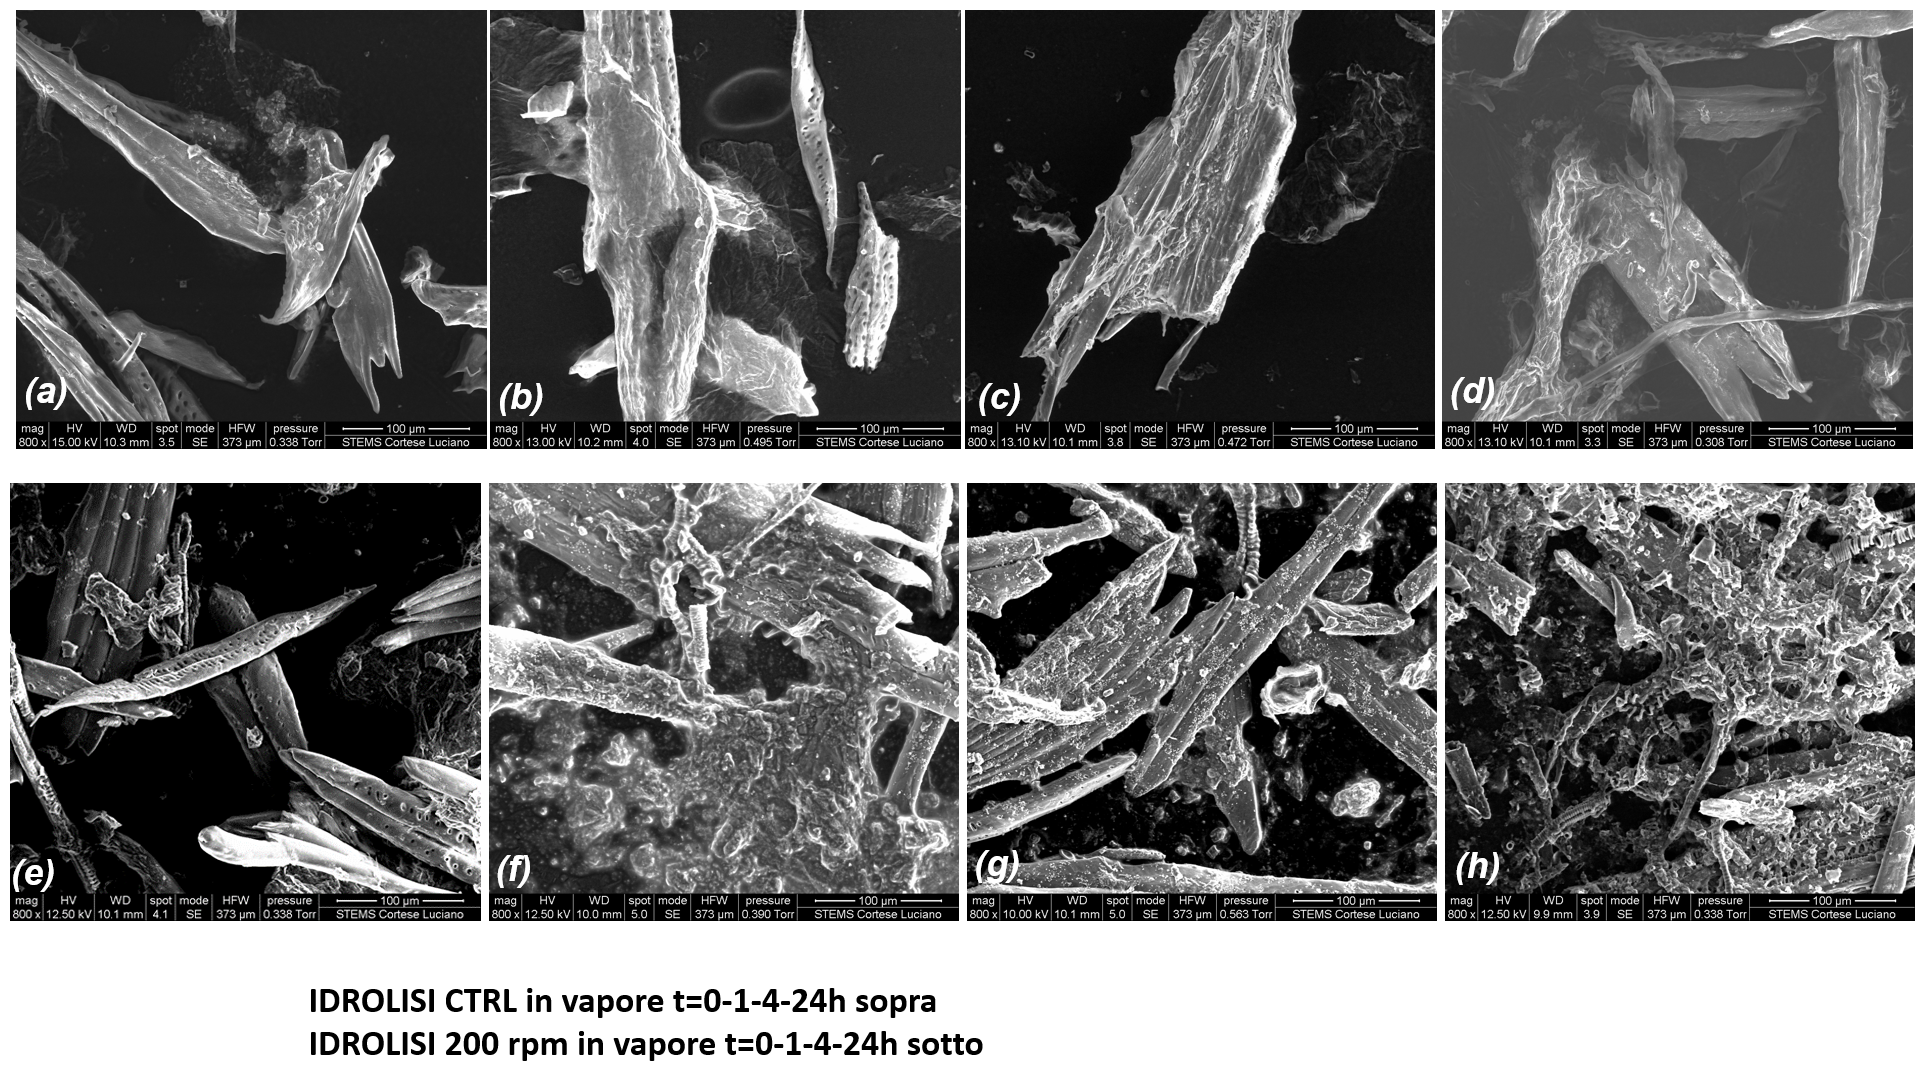 (a)
mag HV WD spot mode HFW pressure 100 µm
800 x 15.00 kV 10.3 mm 3.5 SE 373 µm 0.338 Torr STEMS Cortese Luciano
(b)
mag HV WD spot mode HFW pressure 100 µm
800 x 13.00 kV 10.2 mm 4.0 SE 373 µm 0.495 Torr STEMS Cortese Luciano
(c)
mag HV WD spot mode HFW pressure 100 µm
800 x 13.10 kV 10.1 mm 3.8 SE 373 µm 0.472 Torr STEMS Cortese Luciano
(d)
mag HV WD spot mode HFW pressure 100 µm
800 x 13.10 kV 10.1 mm 3.3 SE 373 µm 0.308 Torr STEMS Cortese Luciano
(e)
mag HV WD spot mode HFW pressure 100 µm
800 x 12.50 kV 10.1 mm 4.1 SE 373 µm 0.338 Torr STEMS Cortese Luciano
(f)
mag HV WD spot mode HFW pressure 100 µm
800 x 12.50 kV 10.0 mm 5.0 SE 373 µm 0.390 Torr STEMS Cortese Luciano
(g)
mag HV WD spot mode HFW pressure 100 µm
800 x 10.00 kV 10.1 mm 5.0 SE 373 µm 0.563 Torr STEMS Cortese Luciano
(h)
mag HV WD spot mode HFW pressure 100 µm
800 x 12.50 kV 9.9 mm 3.9 SE 373 µm 0.338 Torr STEMS Cortese Luciano
IDROLISI CTRL in vapore t=0-1-4-24h sopra
IDROLISI 200 rpm in vapore t=0-1-4-24h sotto